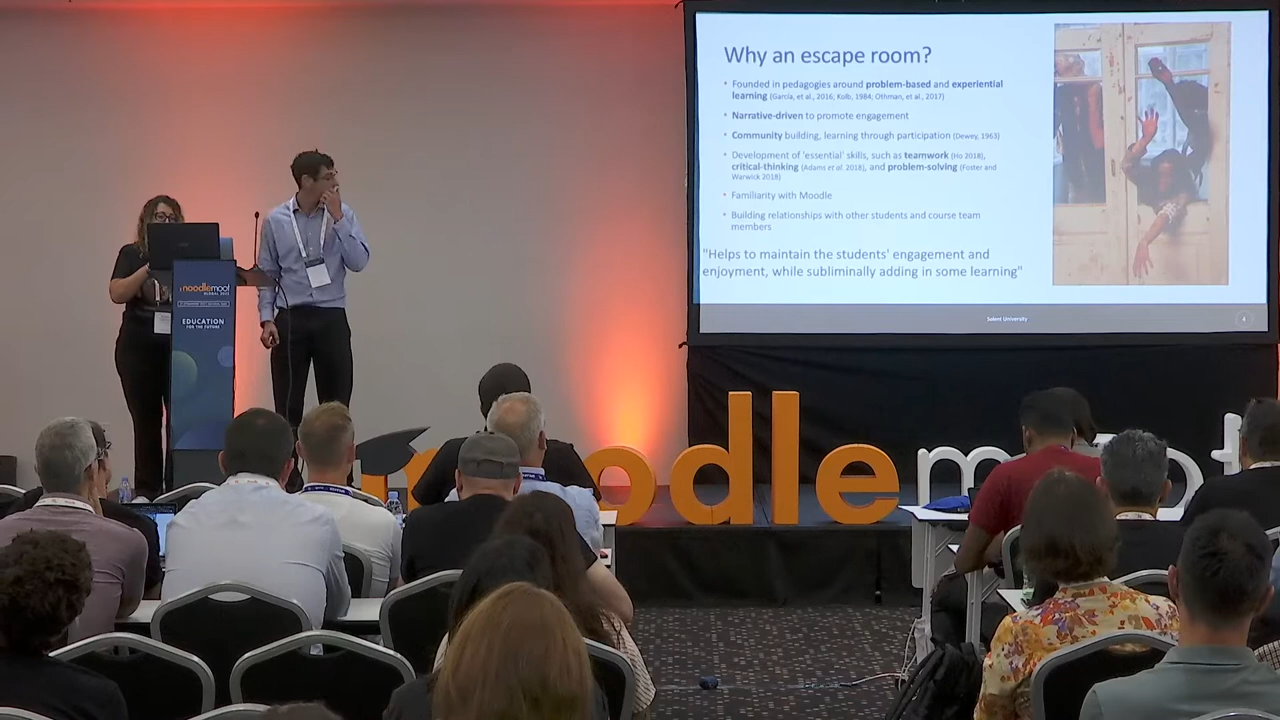 Why an escape room?
• Founded in pedagogies around problem-based and experiential
learning (Garcia, et al., 2016; Kolb, 1984; Othman, et al., 2017)
• Narrative-driven to promote engagement
• Community building, learning through participation (Dewey, 1963)
• Development of 'essential' skills, such as teamwork (Ho 2018),
critical-thinking (Adams et al. 2018), and problem-solving (Foster and
Warwick 2018)
• Familiarity with Moodle
• Building relationships with other students and course team
members
"Helps to maintain the students' engagement and
enjoyment, while subliminally adding in some learning"
Solent University
moodlemoot
EDUCATION
FOR THE FUTURE
moodlemoot